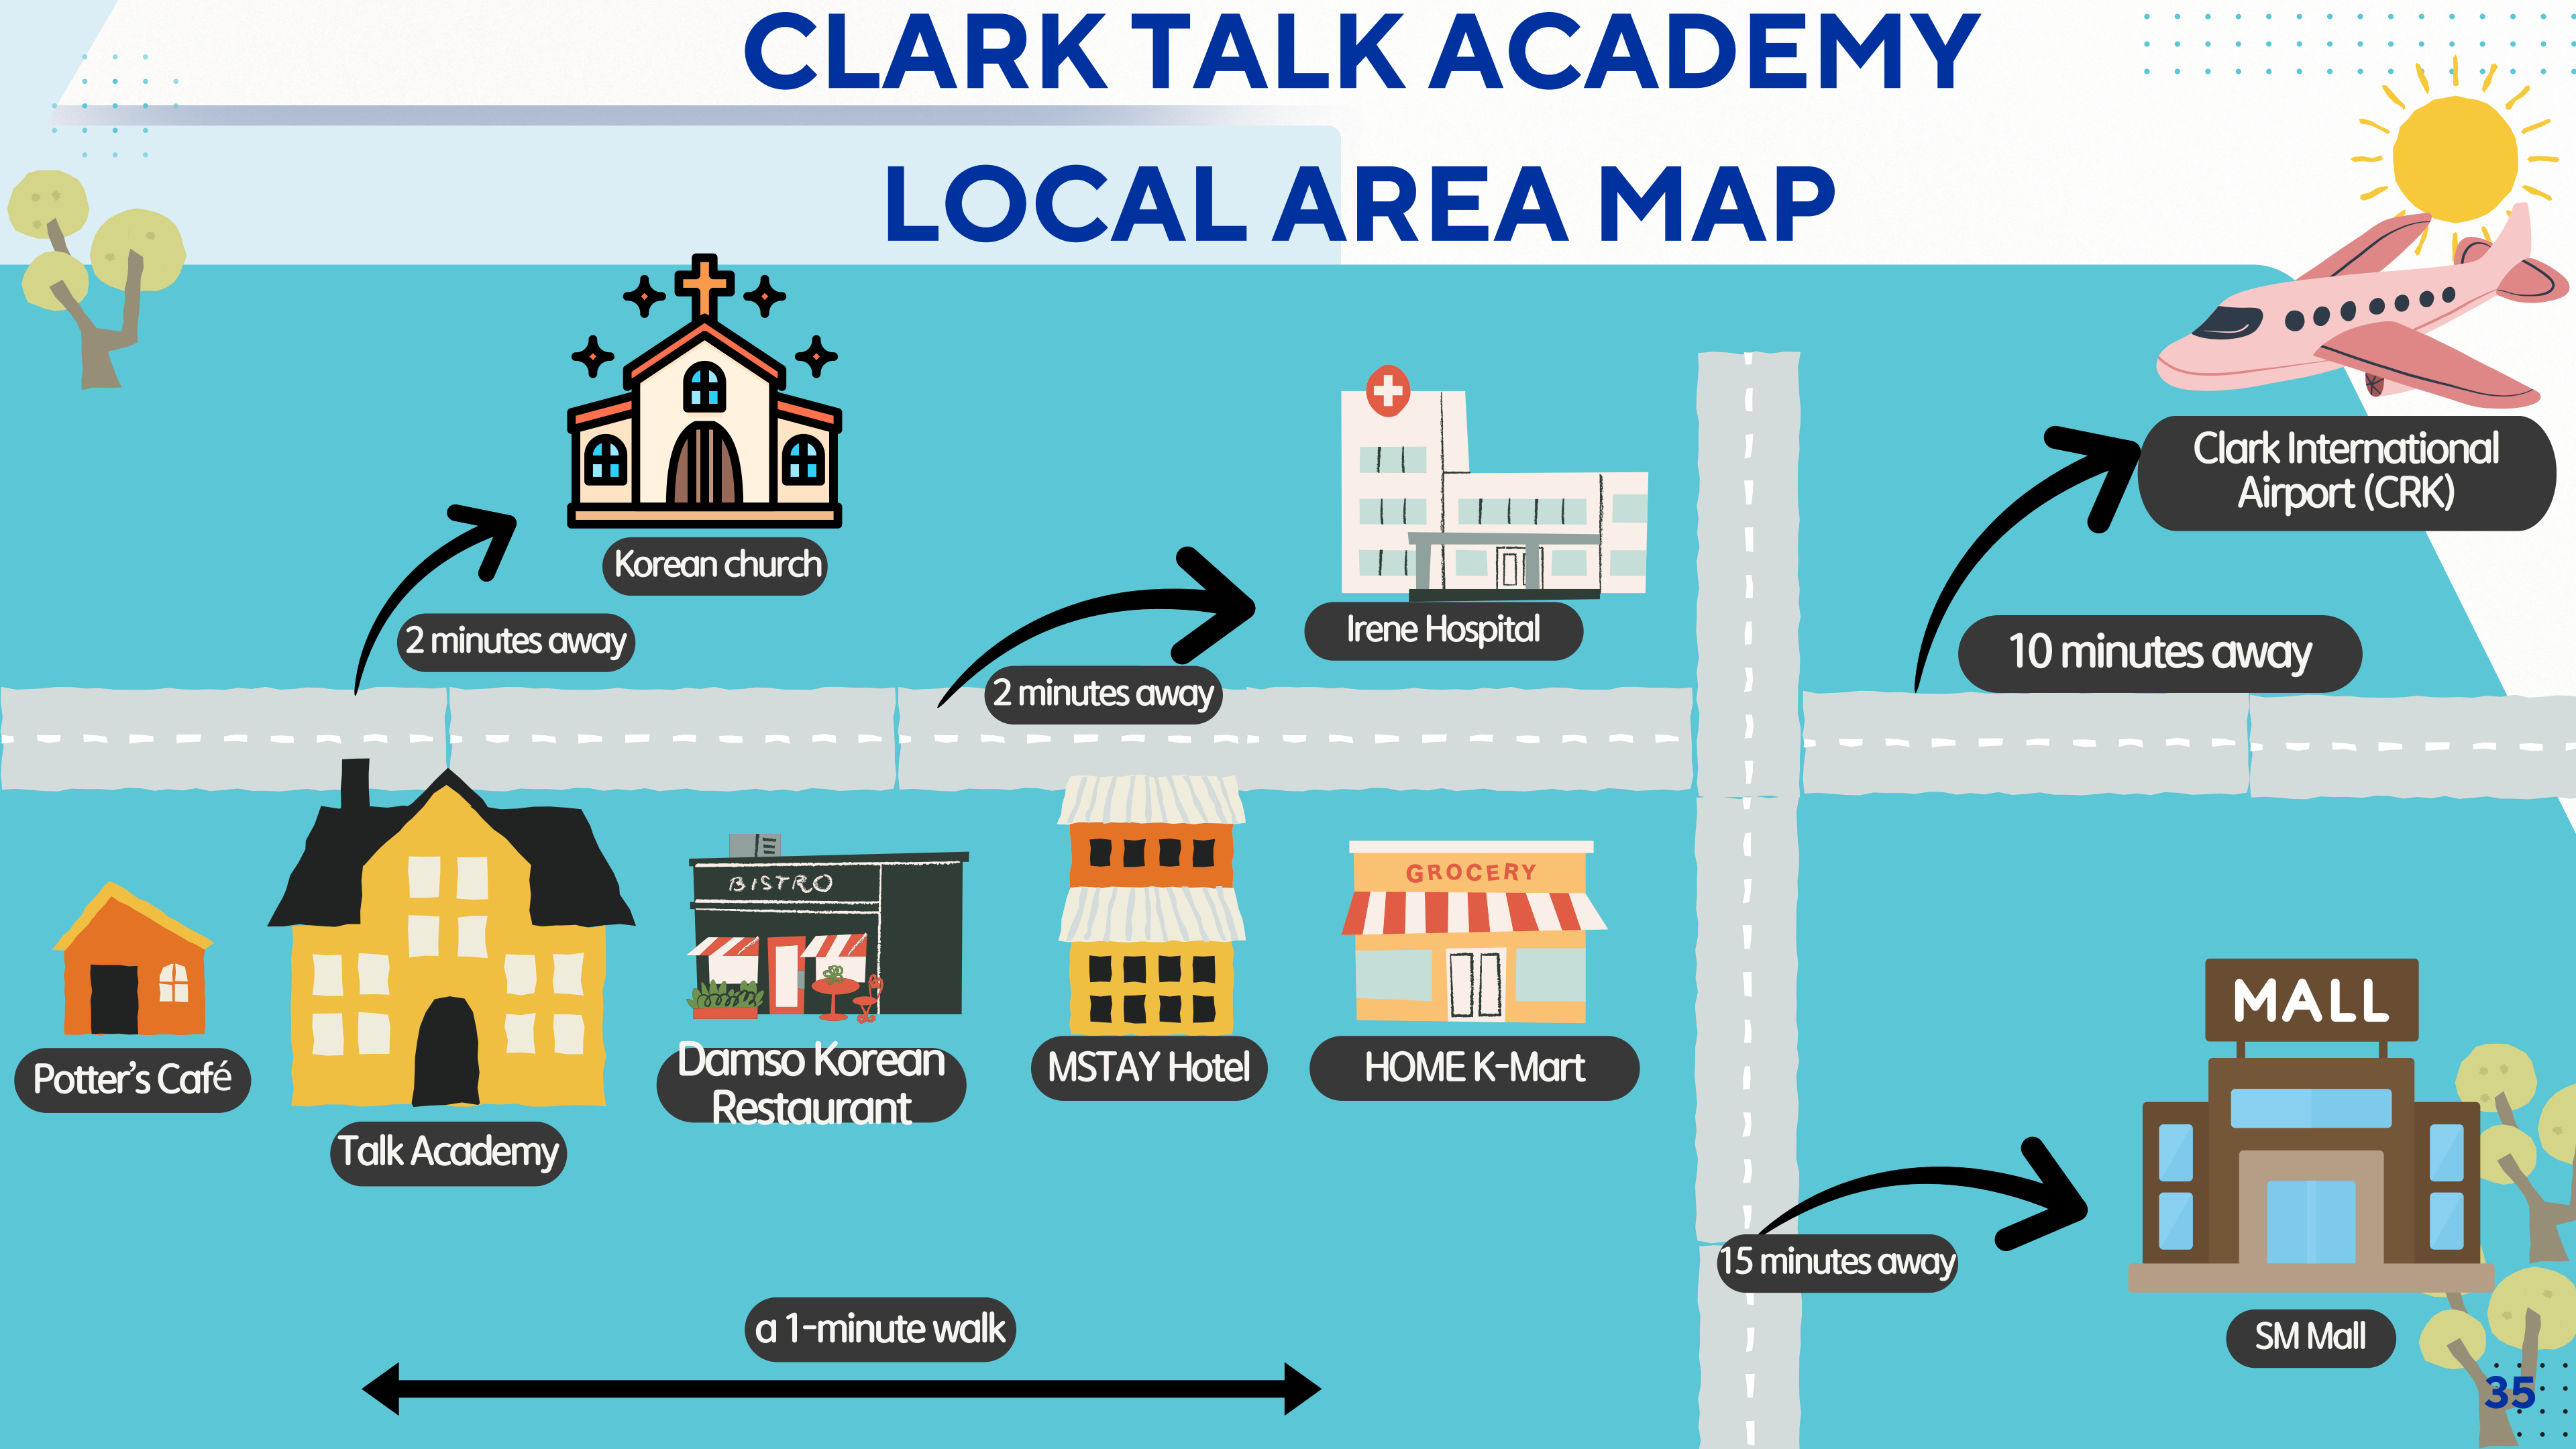 CLARK TALK ACADEMY
LOCAL AREA MAP
Korean church
2 minutes away
Irene Hospital
2 minutes away
Clark International
Airport (CRK)
10 minutes away
BISTRO
GROCERY
Potter's Café
Talk Academy
Damso Korean
Restaurant
MSTAY Hotel
HOME K-Mart
MALL
15 minutes away
SM Mall
a 1-minute walk
35